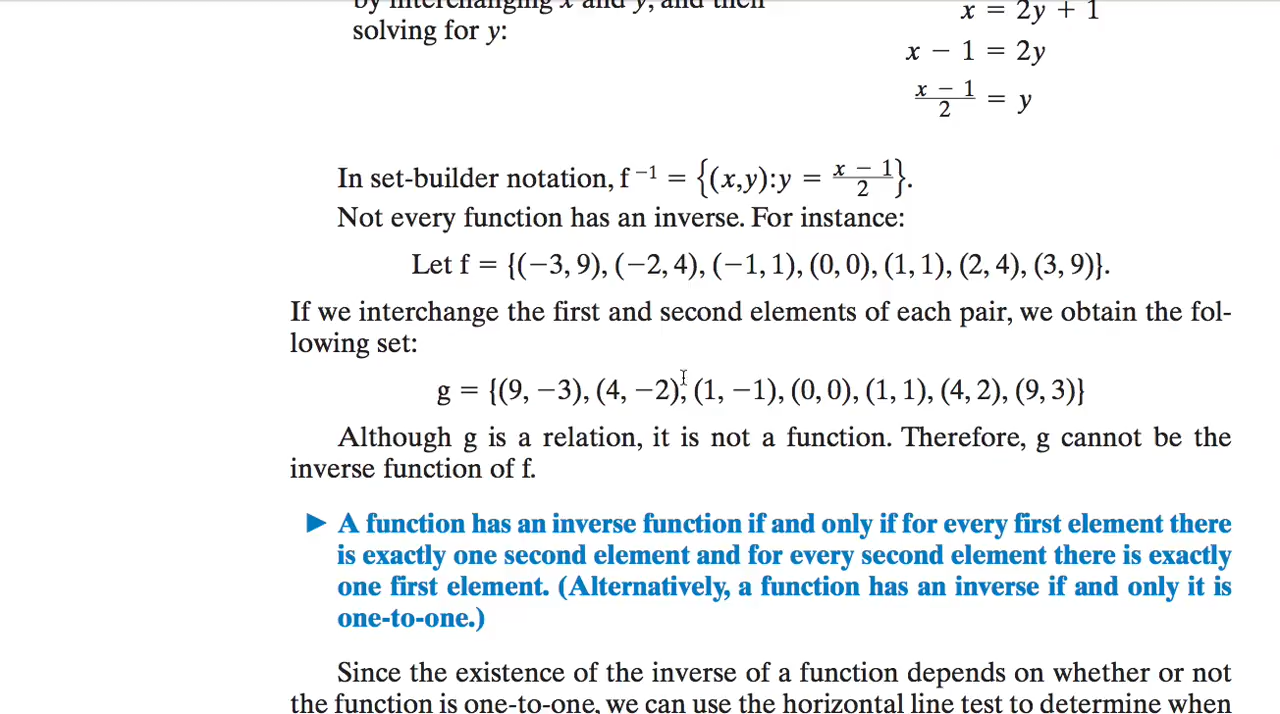 by interchanging x and y, and then
solving for y:
x = 2y + 1
x − 1 = 2y
x − 1
2
= y
In set-builder notation, f⁻¹ = {(x,y):y = (x − 1)/2}.
Not every function has an inverse. For instance:
Let f = {(−3, 9), (−2, 4), (−1, 1), (0, 0), (1, 1), (2, 4), (3, 9)}.
If we interchange the first and second elements of each pair, we obtain the fol-
lowing set:
g = {(9, −3), (4, −2), (1, −1), (0, 0), (1, 1), (4, 2), (9, 3)}
Although g is a relation, it is not a function. Therefore, g cannot be the
inverse function of f.
▶ A function has an inverse function if and only if for every first element there
is exactly one second element and for every second element there is exactly
one first element. (Alternatively, a function has an inverse if and only it is
one-to-one.)
Since the existence of the inverse of a function depends on whether or not
the function is one-to-one, we can use the horizontal line test to determine when